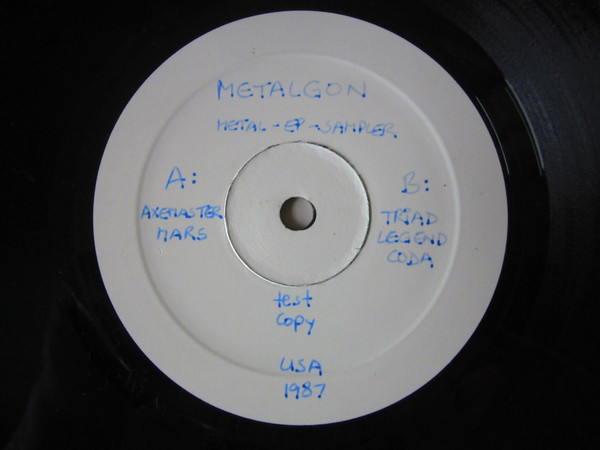 METALGON
METAL-EP-SAMPLER
A:
AXEMASTER
MARS
B:
TRIAD
LEGEND
CODA
test
copy
USA
1987